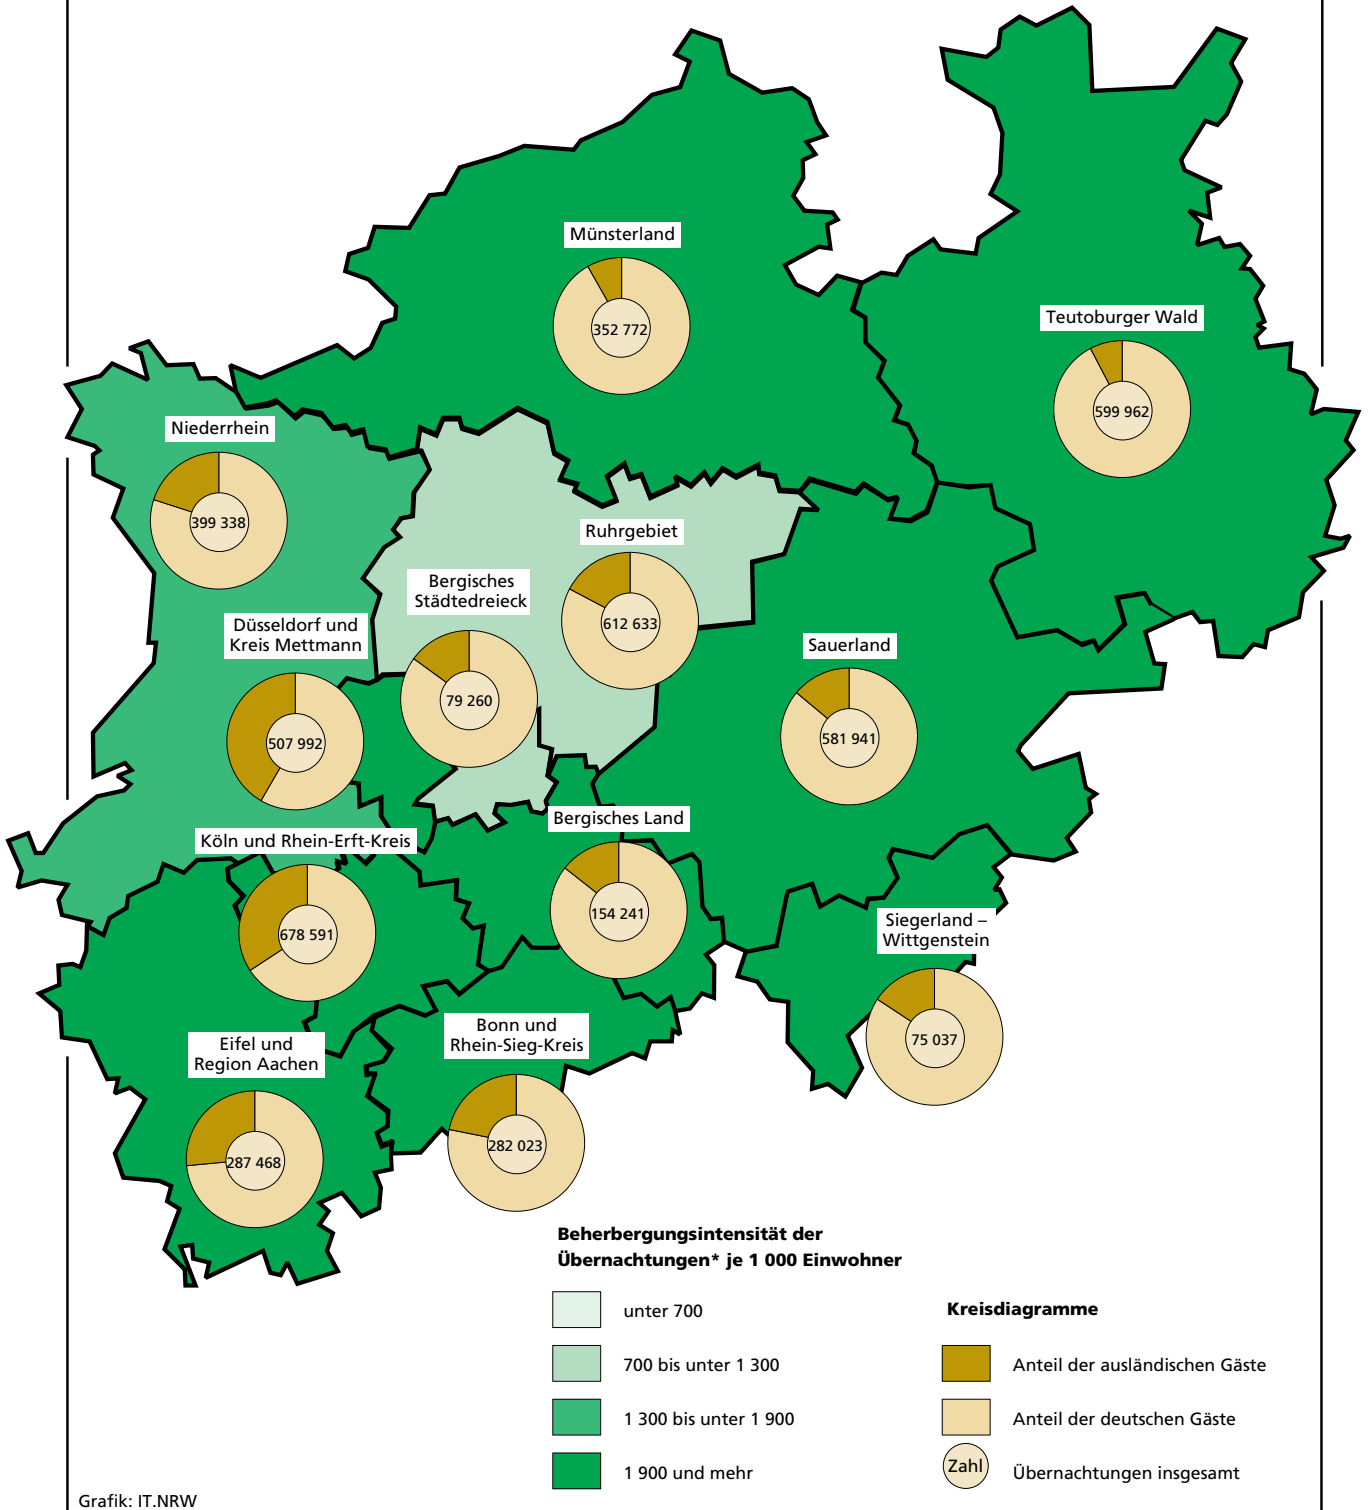 Münsterland
352 772
Teutoburger Wald
599 962
Niederrhein
399 338
Ruhrgebiet
612 633
Bergisches
Städtedreieck
79 260
Düsseldorf und
Kreis Mettmann
507 992
Sauerland
581 941
Bergisches Land
154 241
Köln und Rhein-Erft-Kreis
678 591
Siegerland –
Wittgenstein
75 037
Bonn und
Rhein-Sieg-Kreis
282 023
Eifel und
Region Aachen
287 468
Beherbergungsintensität der
Übernachtungen* je 1 000 Einwohner
unter 700
700 bis unter 1 300
1 300 bis unter 1 900
1 900 und mehr
Kreisdiagramme
Anteil der ausländischen Gäste
Anteil der deutschen Gäste
Zahl Übernachtungen insgesamt
Grafik: IT.NRW